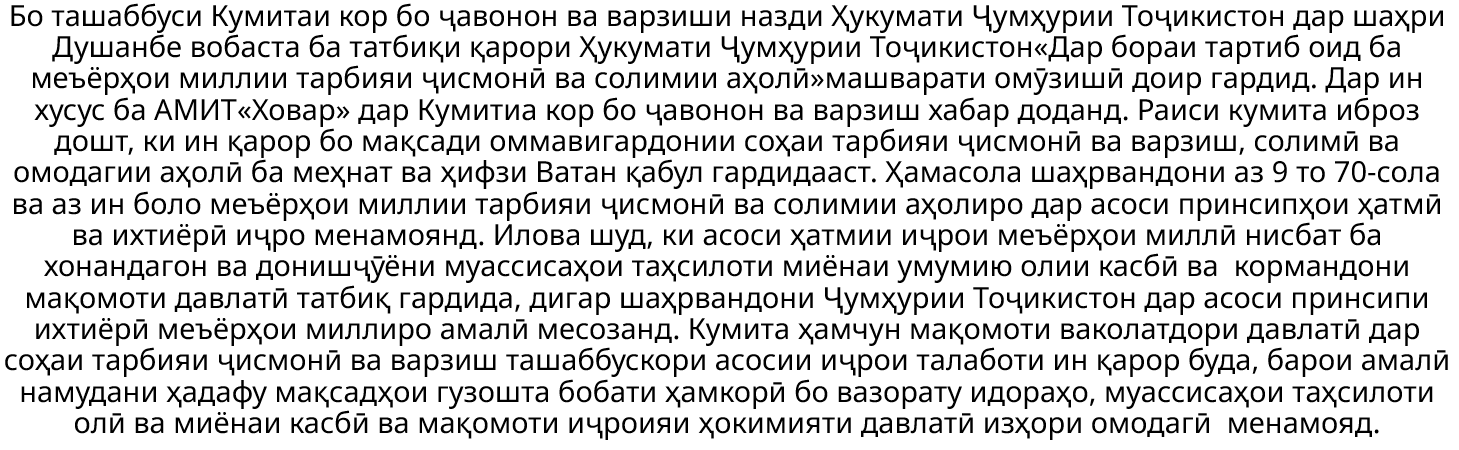 Бо ташаббуси Кумитаи кор бо ҷавонон ва варзиши назди Ҳукумати Ҷумҳурии Тоҷикистон дар шаҳри
Душанбе вобаста ба татбиқи қарори Ҳукумати Ҷумҳурии Тоҷикистон«Дар бораи тартиб оид ба
меъёрҳои миллии тарбияи ҷисмонӣ ва солимии аҳолӣ»машварати омӯзишӣ доир гардид. Дар ин
хусус ба АМИТ«Ховар» дар Кумитиа кор бо ҷавонон ва варзиш хабар доданд. Раиси кумита иброз
дошт, ки ин қарор бо мақсади оммавигардонии соҳаи тарбияи ҷисмонӣ ва варзиш, солимӣ ва
омодагии аҳолӣ ба меҳнат ва ҳифзи Ватан қабул гардидааст. Ҳамасола шаҳрвандони аз 9 то 70-сола
ва аз ин боло меъёрҳои миллии тарбияи ҷисмонӣ ва солимии аҳолиро дар асоси принсипҳои ҳатмӣ
ва ихтиёрӣ иҷро менамоянд. Илова шуд, ки асоси ҳатмии иҷрои меъёрҳои миллӣ нисбат ба
хонандагон ва донишҷӯёни муассисаҳои таҳсилоти миёнаи умумию олии касбӣ ва  кормандони
мақомоти давлатӣ татбиқ гардида, дигар шаҳрвандони Ҷумҳурии Тоҷикистон дар асоси принсипи
ихтиёрӣ меъёрҳои миллиро амалӣ месозанд. Кумита ҳамчун мақомоти ваколатдори давлатӣ дар
соҳаи тарбияи ҷисмонӣ ва варзиш ташаббускори асосии иҷрои талаботи ин қарор буда, барои амалӣ
намудани ҳадафу мақсадҳои гузошта бобати ҳамкорӣ бо вазорату идораҳо, муассисаҳои таҳсилоти
олӣ ва миёнаи касбӣ ва мақомоти иҷроияи ҳокимияти давлатӣ изҳори омодагӣ  менамояд.